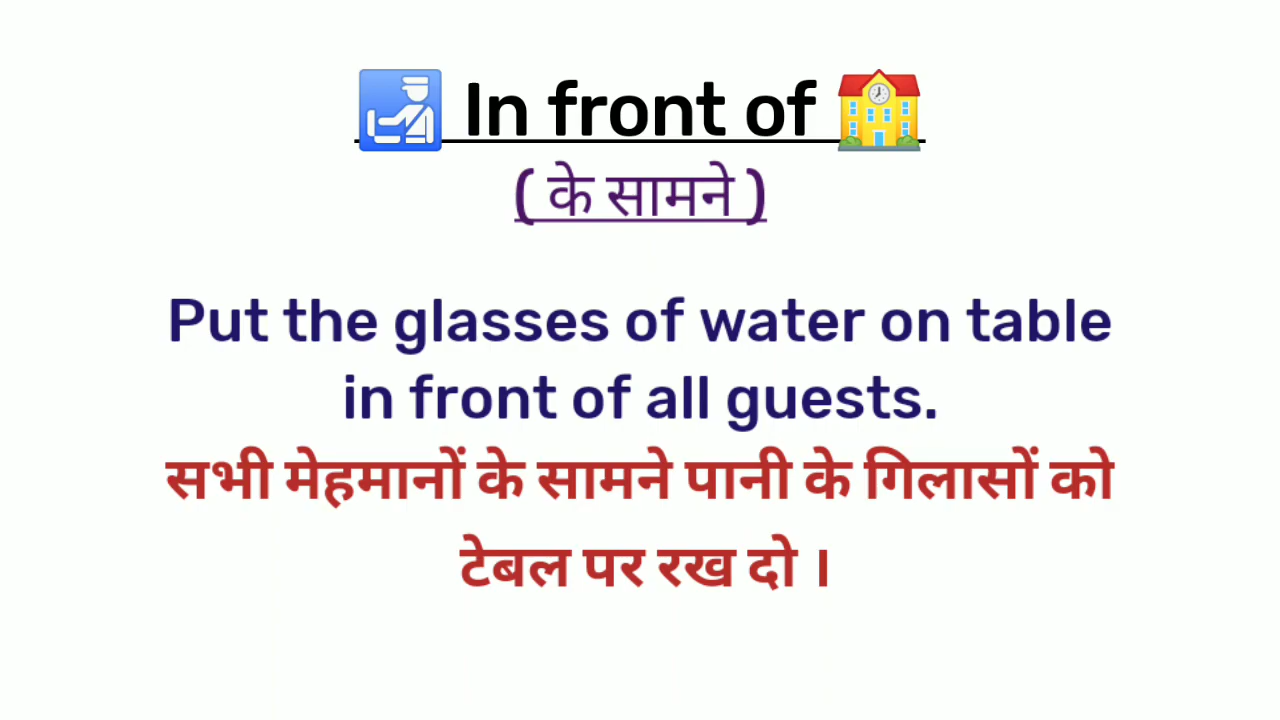 In front of
( के सामने )
Put the glasses of water on table
in front of all guests.
सभी मेहमानों के सामने पानी के गिलासों को
टेबल पर रख दो ।